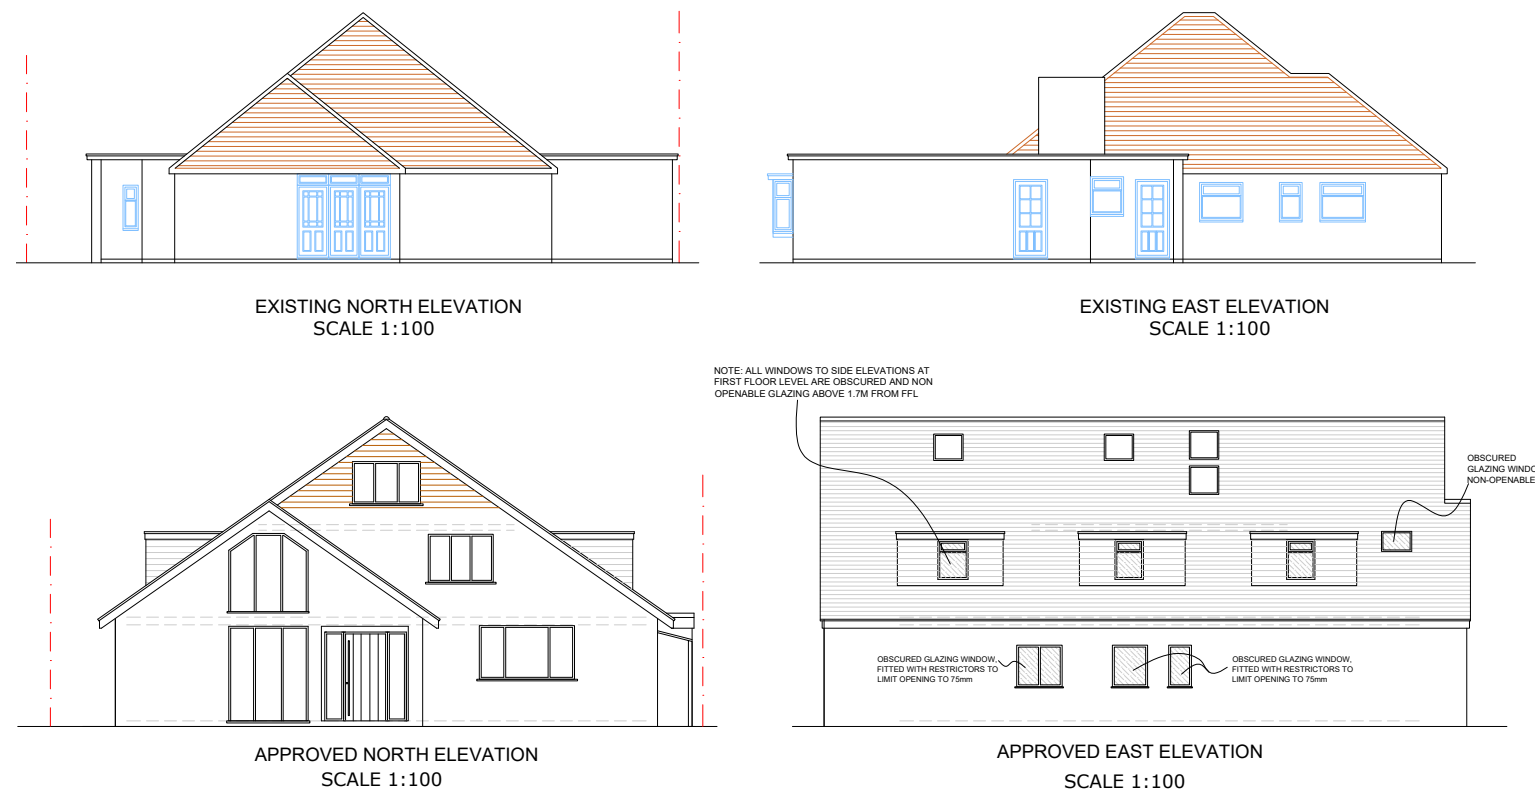 EXISTING NORTH ELEVATION
SCALE 1:100
EXISTING EAST ELEVATION
SCALE 1:100
NOTE: ALL WINDOWS TO SIDE ELEVATIONS AT
FIRST FLOOR LEVEL ARE OBSCURED AND NON
OPENABLE GLAZING ABOVE 1.7M FROM FFL
OBSCURED
GLAZING WINDO
NON-OPENABLE
OBSCURED GLAZING WINDOW,
FITTED WITH RESTRICTORS TO
LIMIT OPENING TO 75mm
OBSCURED GLAZING WINDOW,
FITTED WITH RESTRICTORS TO
LIMIT OPENING TO 75mm
APPROVED NORTH ELEVATION
SCALE 1:100
APPROVED EAST ELEVATION
SCALE 1:100